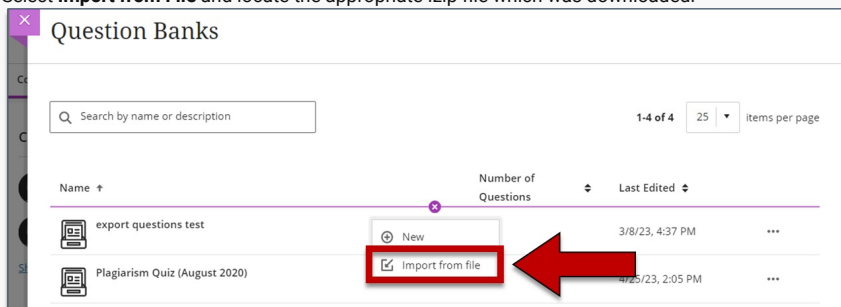 Select Import from File and locate the appropriate .zip file which was downloaded.
Question Banks
Search by name or description
1-4 of 4 25 items per page
Name Number of Questions Last Edited
export questions test 3/8/23, 4:37 PM
New
Import from file
Plagiarism Quiz (August 2020) 4/25/23, 2:05 PM